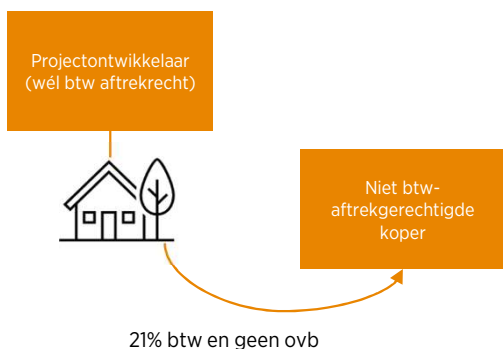 Projectontwikkelaar
(wél btw aftrekrecht)
Niet btw-
aftrekgerechtigde
koper
21% btw en geen ovb